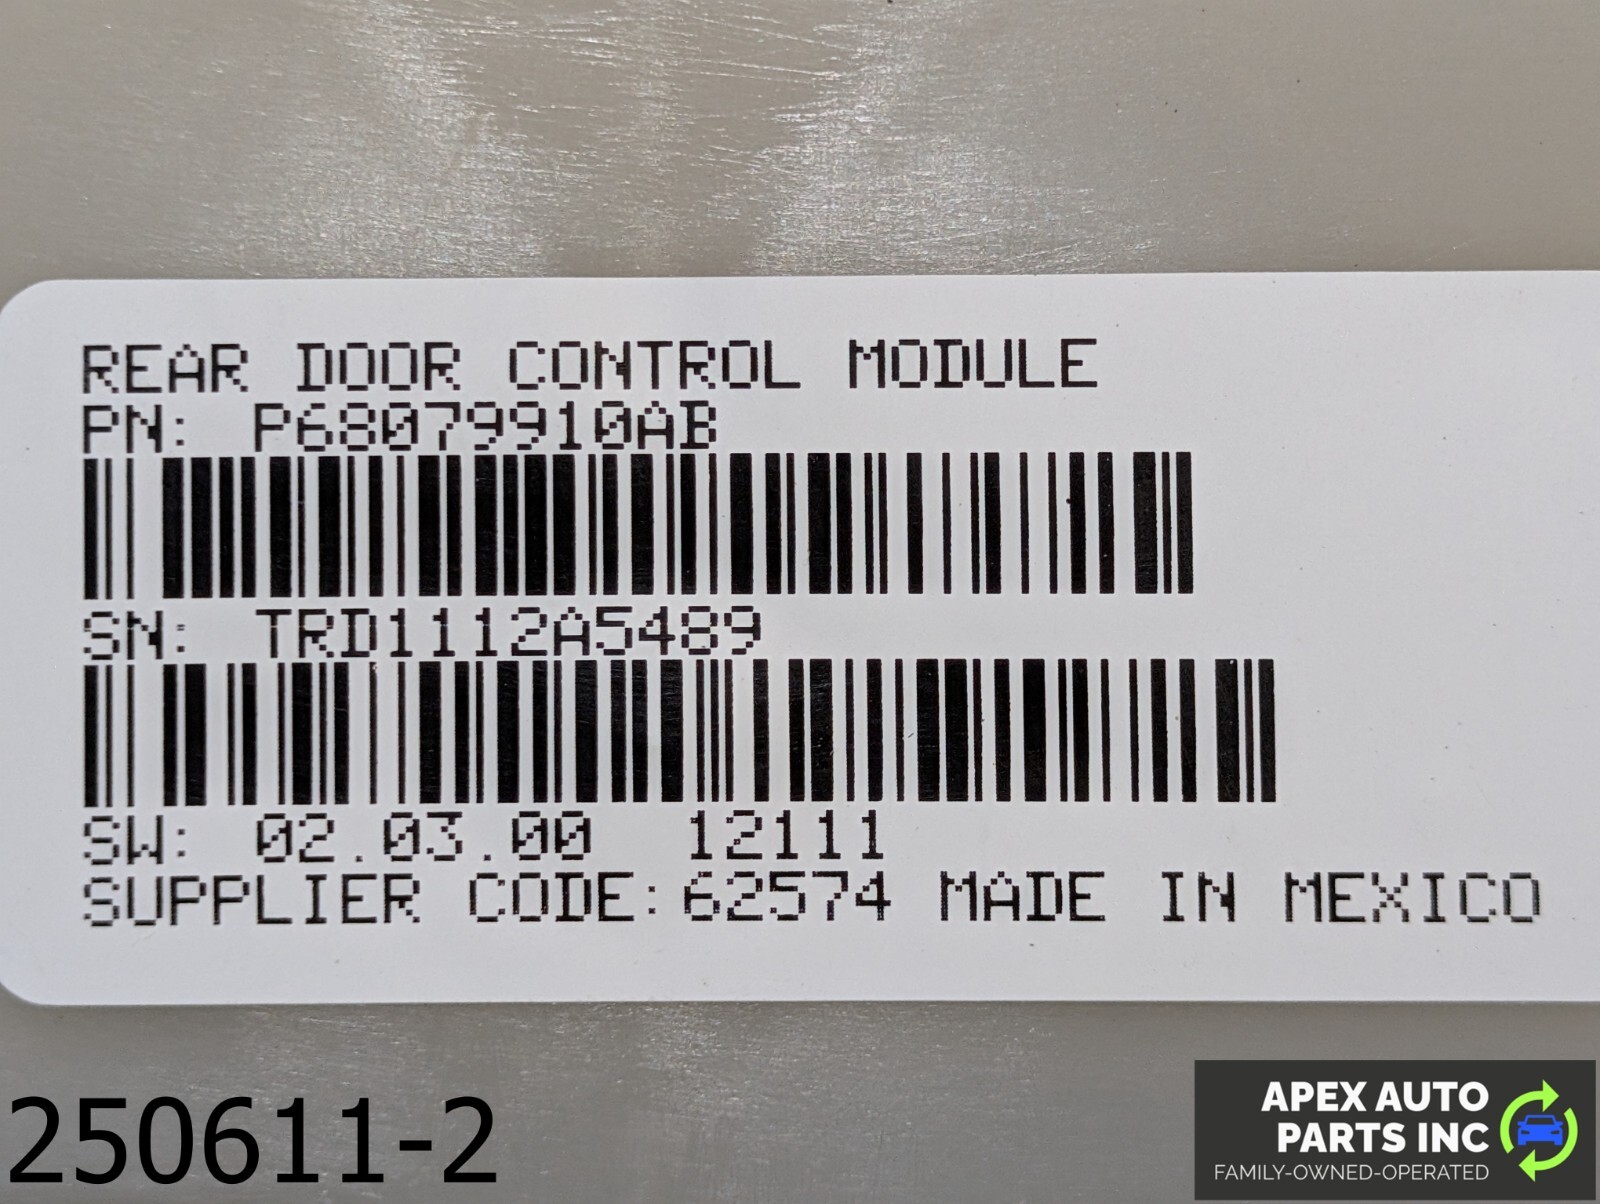 REAR DOOR CONTROL MODULE
PN: P68079910AB
SN: TRD1112A5489
SW: 02.03.00 12111
SUPPLIER CODE:62574 MADE IN MEXICO
250611-2
APEX AUTO
PARTS INC
FAMILY-OWNED-OPERATED